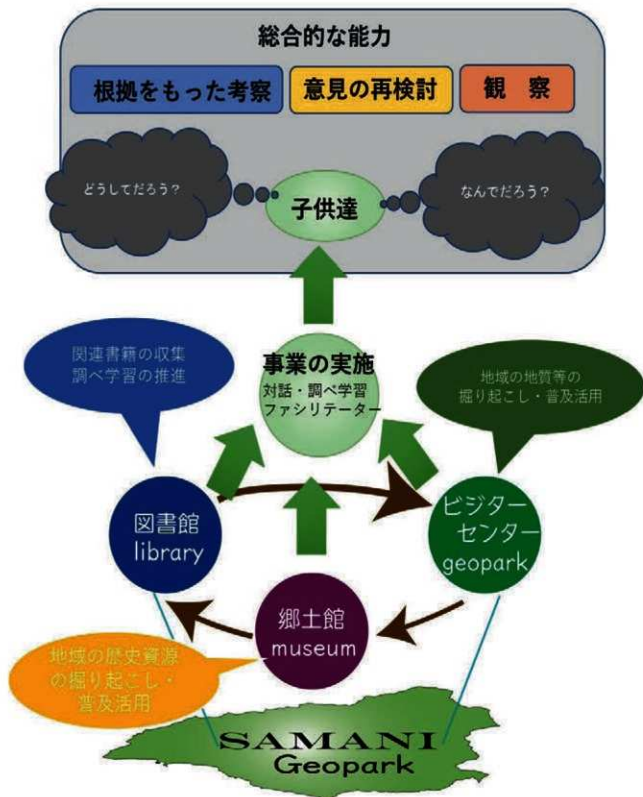 総合的な能力
根拠をもった考察
意見の再検討
観 察
どうしてだろう？
なんでだろう？
子供達
関連書籍の収集
調べ学習の推進
事業の実施
対話・調べ学習
ファシリテーター
地域の地質等の
掘り起こし・普及活用
図書館
library
ビジター
センター
geopark
郷土館
museum
地域の歴史資源
の掘り起こし・
普及活用
SAMANI
Geopark